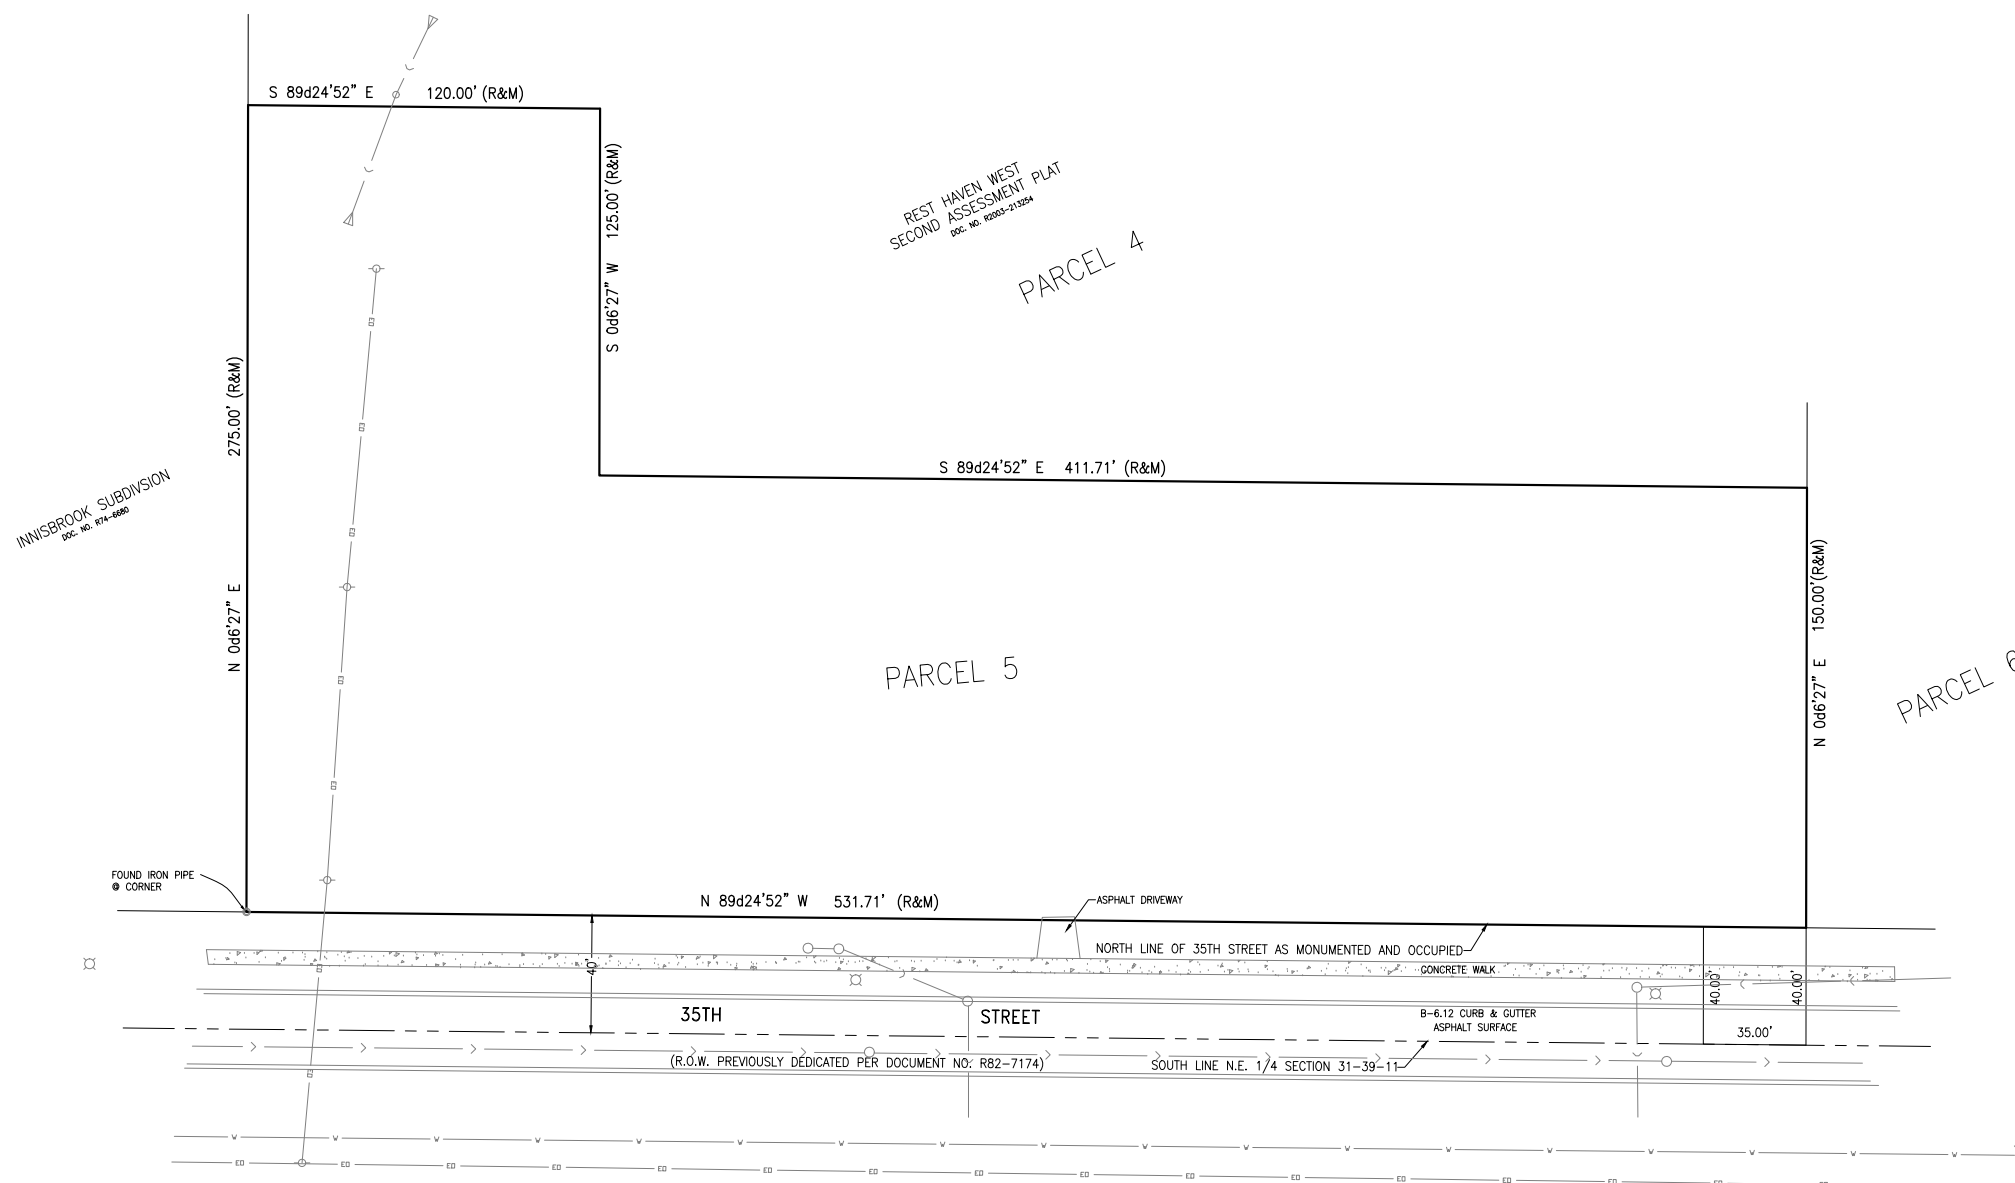 S 89d24'52" E 120.00' (R&M)
S 0d6'27" W 125.00' (R&M)
REST HAVEN WEST
SECOND ASSESSMENT PLAT
DOC. NO. R2003-213254
PARCEL 4
N 0d6'27" E 275.00' (R&M)
S 89d24'52" E 411.71' (R&M)
INNISBROOK SUBDIVSION
DOC. NO. R74-6680
N 0d6'27" E 150.00'(R&M)
PARCEL 5
PARCEL 6
FOUND IRON PIPE
@ CORNER
N 89d24'52" W 531.71' (R&M)
ASPHALT DRIVEWAY
NORTH LINE OF 35TH STREET AS MONUMENTED AND OCCUPIED
CONCRETE WALK
40'
40.00'
40.00'
35TH STREET
B-6.12 CURB & GUTTER
ASPHALT SURFACE
35.00'
(R.O.W. PREVIOUSLY DEDICATED PER DOCUMENT NO. R82-7174)
SOUTH LINE N.E. 1/4 SECTION 31-39-11